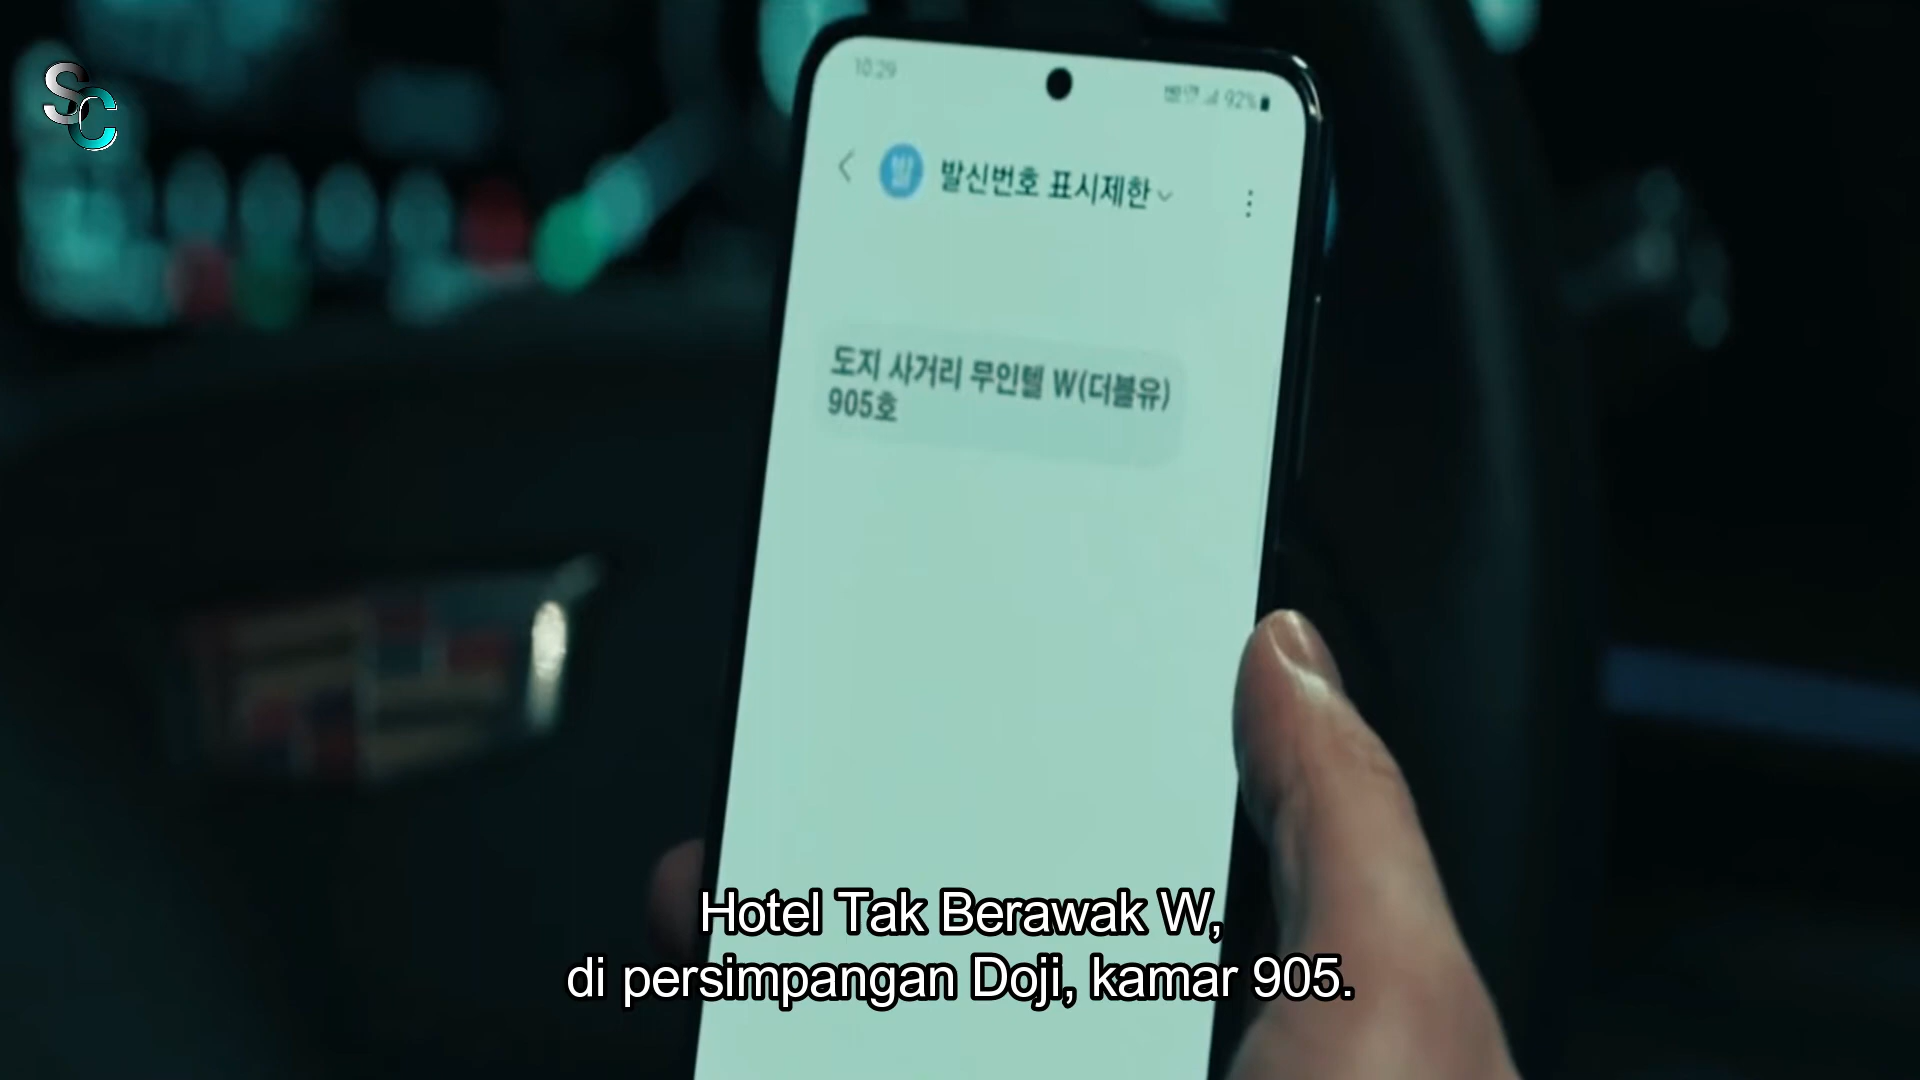 SC
10:29
92%
발
발신번호 표시제한
도지 사거리 무인텔 W(더블유)
905호
Hotel Tak Berawak W,
di persimpangan Doji, kamar 905.